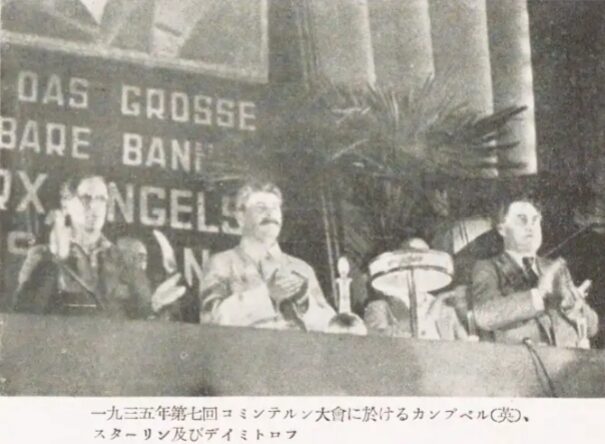 DAS GROSSE
BARE BANN
RX ENGELS
N
一九三五年第七回コミンテルン大會に於けるカンプベル(英)、
スターリン及びデイミトロフ